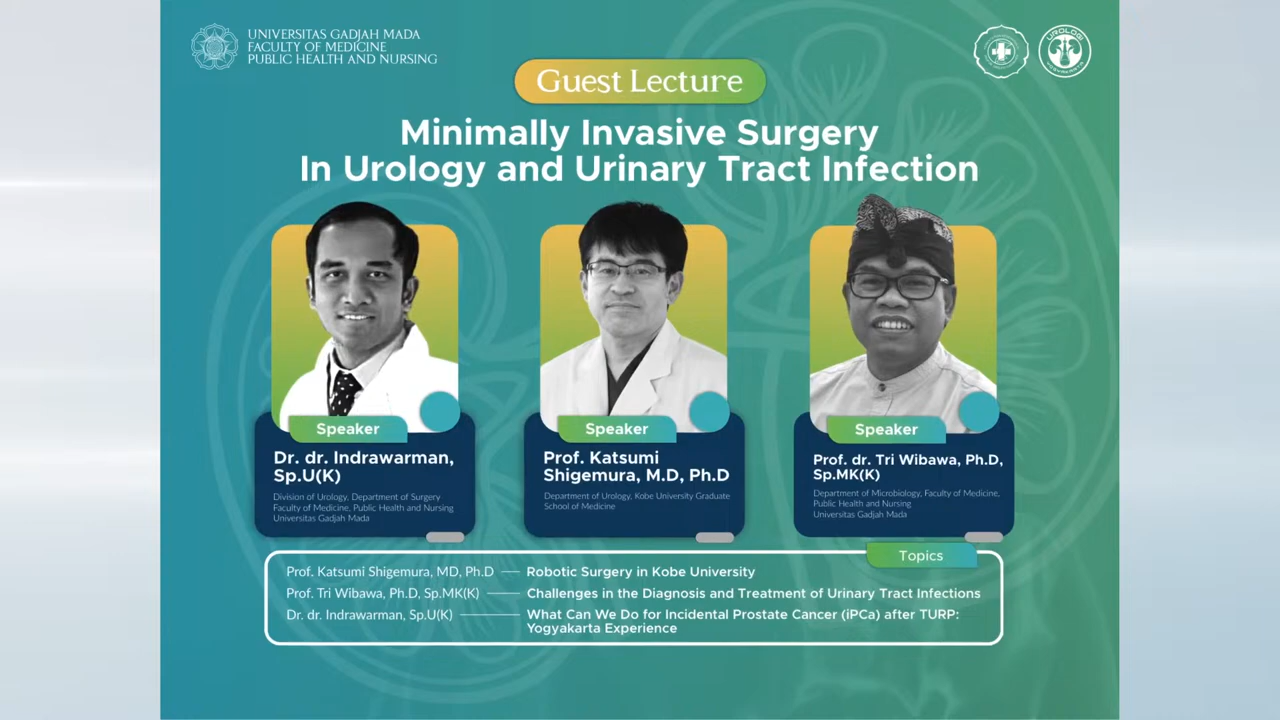 UNIVERSITAS GADJAH MADA
FACULTY OF MEDICINE
PUBLIC HEALTH AND NURSING
UROLOGI
Guest Lecture
Minimally Invasive Surgery
In Urology and Urinary Tract Infection
Speaker
Dr. dr. Indrawarman,
Sp.U(K)
Division of Urology, Department of Surgery
Faculty of Medicine, Public Health and Nursing
Universitas Gadjah Mada
Speaker
Prof. Katsumi
Shigemura, M.D, Ph.D
Department of Urology, Kobe University Graduate
School of Medicine
Speaker
Prof. dr. Tri Wibawa, Ph.D,
Sp.MK(K)
Department of Microbiology, Faculty of Medicine,
Public Health and Nursing
Universitas Gadjah Mada
Topics
Prof. Katsumi Shigemura, MD, Ph.D — Robotic Surgery in Kobe University
Prof. Tri Wibawa, Ph.D, Sp.MK(K) — Challenges in the Diagnosis and Treatment of Urinary Tract Infections
Dr. dr. Indrawarman, Sp.U(K) — What Can We Do for Incidental Prostate Cancer (iPCa) after TURP:
Yogyakarta Experience